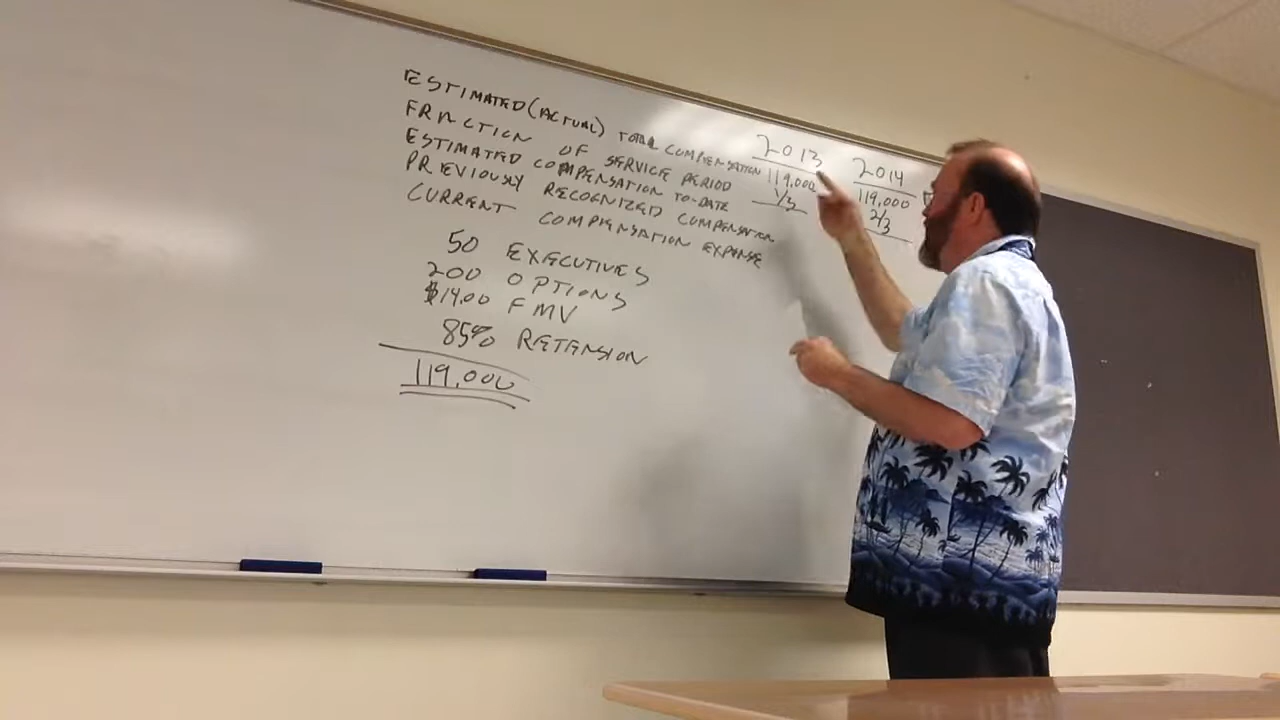 ESTIMATED (ACTUAL) TOTAL COMPENSATION
FRACTION OF SERVICE PERIOD
ESTIMATED COMPENSATION TO-DATE
PREVIOUSLY RECOGNIZED COMPENSATION
CURRENT COMPENSATION EXPENSE
2013
119,000
1/3
2014
119,000
2/3
50 EXECUTIVES
200 OPTIONS
$14.00 FMV
85% RETENSION
119,000